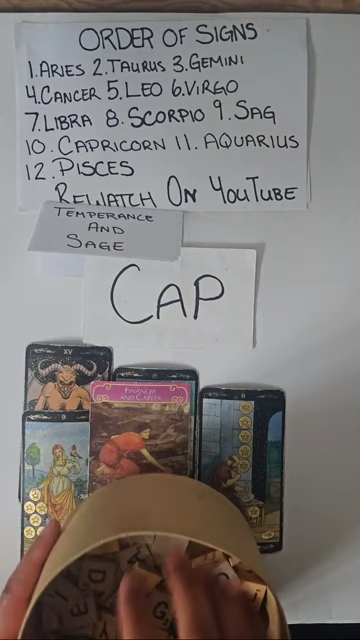 ORDER OF SIGNS
1. ARIES 2. TAURUS 3. GEMINI
4. CANCER 5. LEO 6. VIRGO
7. LIBRA 8. SCORPIO 9. SAG
10. CAPRICORN 11. AQUARIUS
12. PISCES
REWATCH ON YOUTUBE
TEMPERANCE
AND
SAGE
CAP
XV
FINANCES
AND CAREER
9
8